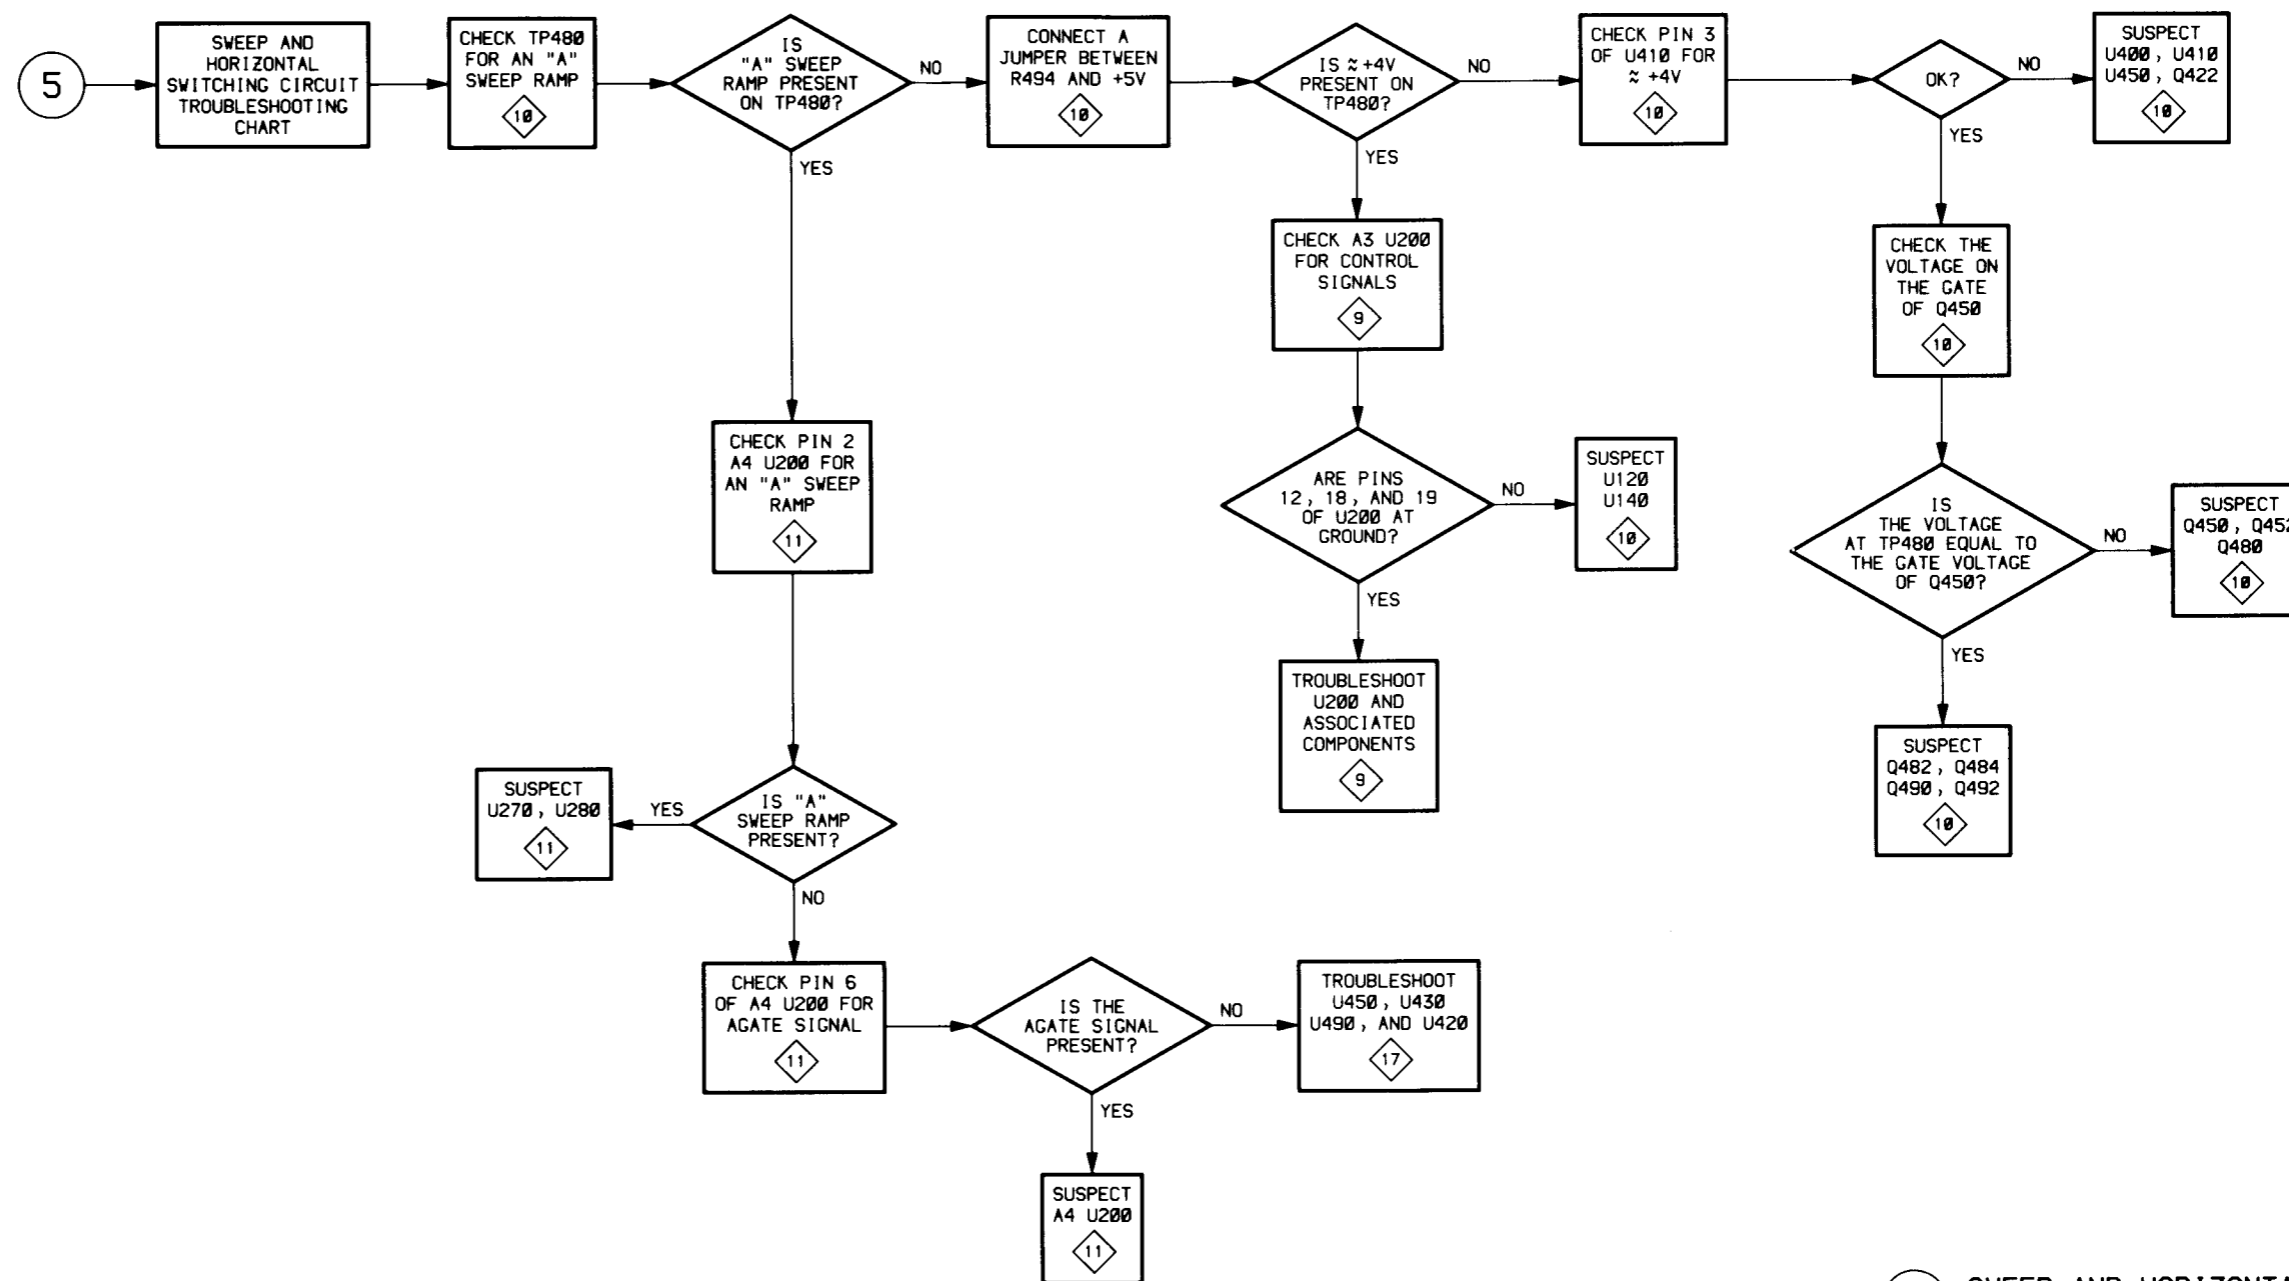 5
SWEEP AND
HORIZONTAL
SWITCHING CIRCUIT
TROUBLESHOOTING
CHART
CHECK TP480
FOR AN "A"
SWEEP RAMP
10
IS
"A" SWEEP
RAMP PRESENT
ON TP480?
NO
YES
CONNECT A
JUMPER BETWEEN
R494 AND +5V
10
IS ≈ +4V
PRESENT ON
TP480?
NO
YES
CHECK PIN 3
OF U410 FOR
≈ +4V
10
OK?
NO
YES
SUSPECT
U400, U410
U450, Q422
10
CHECK A3 U200
FOR CONTROL
SIGNALS
9
CHECK THE
VOLTAGE ON
THE GATE
OF Q450
10
CHECK PIN 2
A4 U200 FOR
AN "A" SWEEP
RAMP
11
ARE PINS
12, 18, AND 19
OF U200 AT
GROUND?
NO
YES
SUSPECT
U120
U140
10
IS
THE VOLTAGE
AT TP480 EQUAL TO
THE GATE VOLTAGE
OF Q450?
NO
YES
SUSPECT
Q450, Q452
Q480
10
TROUBLESHOOT
U200 AND
ASSOCIATED
COMPONENTS
9
SUSPECT
Q482, Q484
Q490, Q492
10
SUSPECT
U270, U280
11
YES
IS "A"
SWEEP RAMP
PRESENT?
NO
CHECK PIN 6
OF A4 U200 FOR
AGATE SIGNAL
11
IS THE
AGATE SIGNAL
PRESENT?
NO
YES
TROUBLESHOOT
U450, U430
U490, AND U420
17
SUSPECT
A4 U200
11